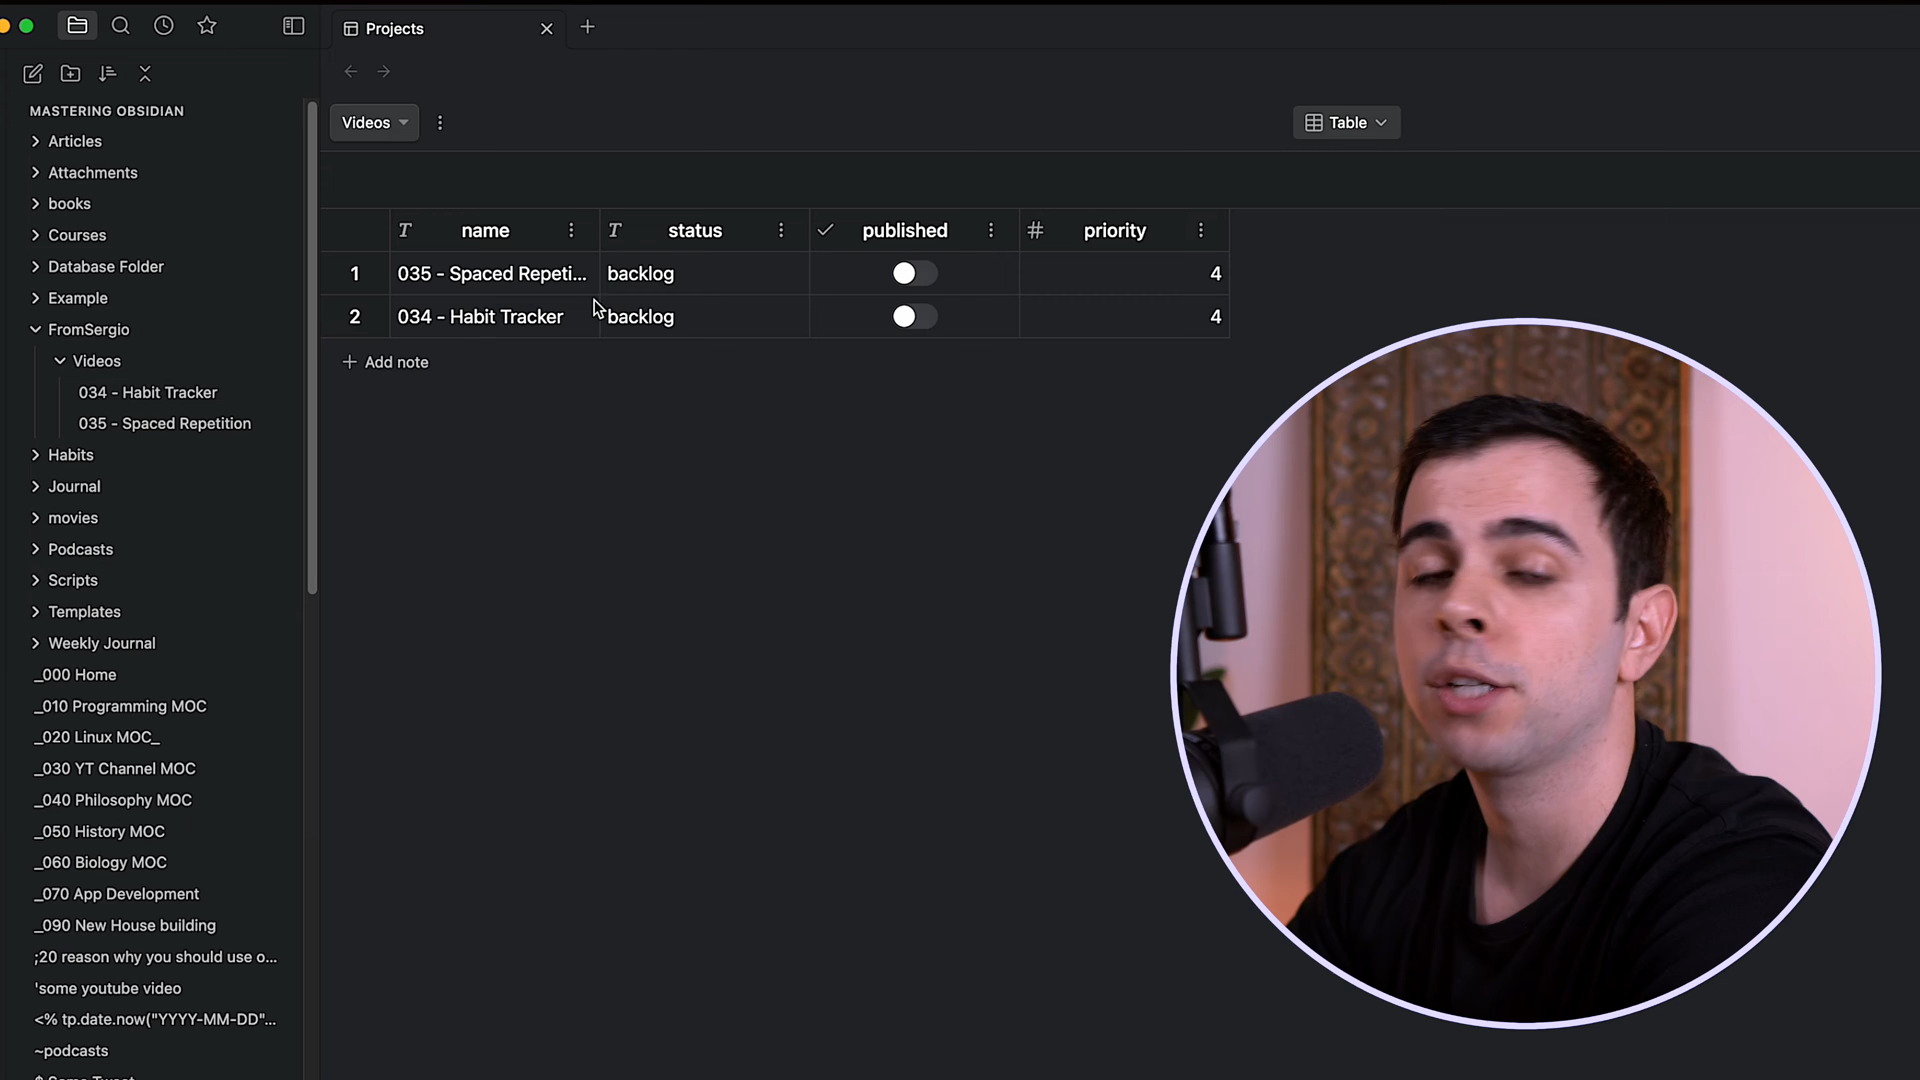 Projects
MASTERING OBSIDIAN
Articles
Attachments
books
Courses
Database Folder
Example
FromSergio
Videos
034 - Habit Tracker
035 - Spaced Repetition
Habits
Journal
movies
Podcasts
Scripts
Templates
Weekly Journal
_000 Home
_010 Programming MOC
_020 Linux MOC_
_030 YT Channel MOC
_040 Philosophy MOC
_050 History MOC
_060 Biology MOC
_070 App Development
_090 New House building
;20 reason why you should use o...
'some youtube video
<% tp.date.now("YYYY-MM-DD"...
~podcasts
Videos
Table
name status published priority
1 035 - Spaced Repeti... backlog 4
2 034 - Habit Tracker backlog 4
+ Add note